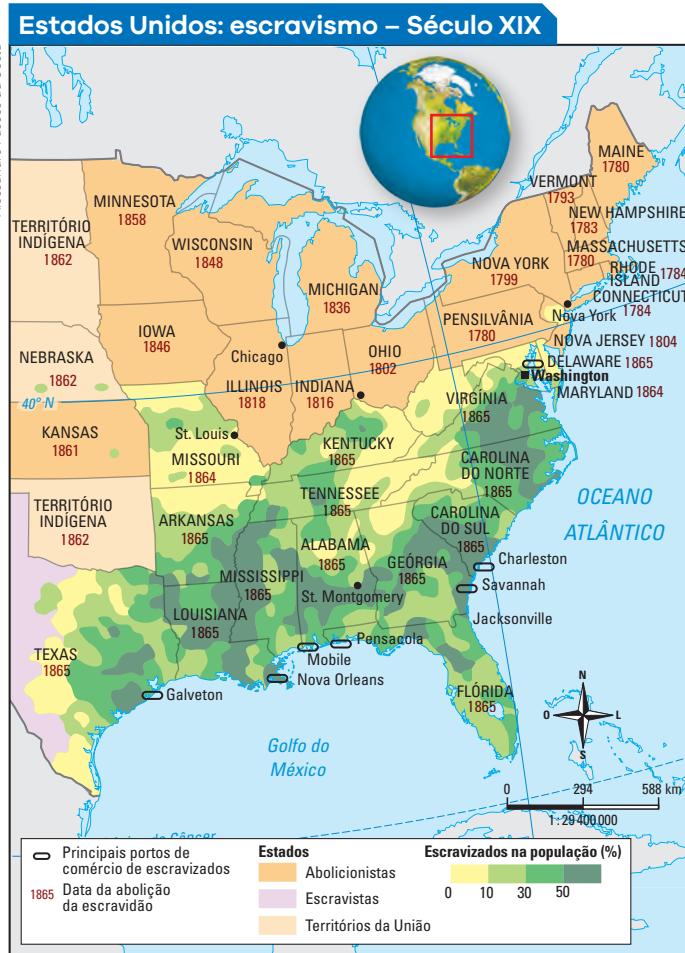 Estados Unidos: escravismo – Século XIX
MAINE
1780
VERMONT
1793
NEW HAMPSHIRE
1783
MASSACHUSETTS
1780
RHODE
ISLAND
1784
CONNECTICUT
1784
MINNESOTA
1858
TERRITÓRIO
INDÍGENA
1862
WISCONSIN
1848
MICHIGAN
1836
NOVA YORK
1799
Nova York
PENSILVÂNIA
1780
NOVA JERSEY 1804
DELAWARE 1865
Washington
MARYLAND 1864
IOWA
1846
Chicago
OHIO
1802
NEBRASKA
1862
ILLINOIS
1818
INDIANA
1816
VIRGÍNIA
1865
40° N
KANSAS
1861
St. Louis
MISSOURI
1864
KENTUCKY
1865
CAROLINA
DO NORTE
1865
TERRITÓRIO
INDÍGENA
1862
TENNESSEE
1865
ARKANSAS
1865
CAROLINA
DO SUL
1865
OCEANO
ATLÂNTICO
ALABAMA
1865
GEÓRGIA
1865
Charleston
MISSISSIPPI
1865
St. Montgomery
Savannah
LOUISIANA
1865
Jacksonville
TEXAS
1865
Pensacola
Mobile
Nova Orleans
Galveton
FLÓRIDA
1865
Golfo do
México
N
O
L
S
0 294 588 km
1: 29 400 000
de Câncer
Principais portos de
comércio de escravizados
1865 Data da abolição
da escravidão
Estados
Abolicionistas
Escravistas
Territórios da União
Escravizados na população (%)
0 10 30 50